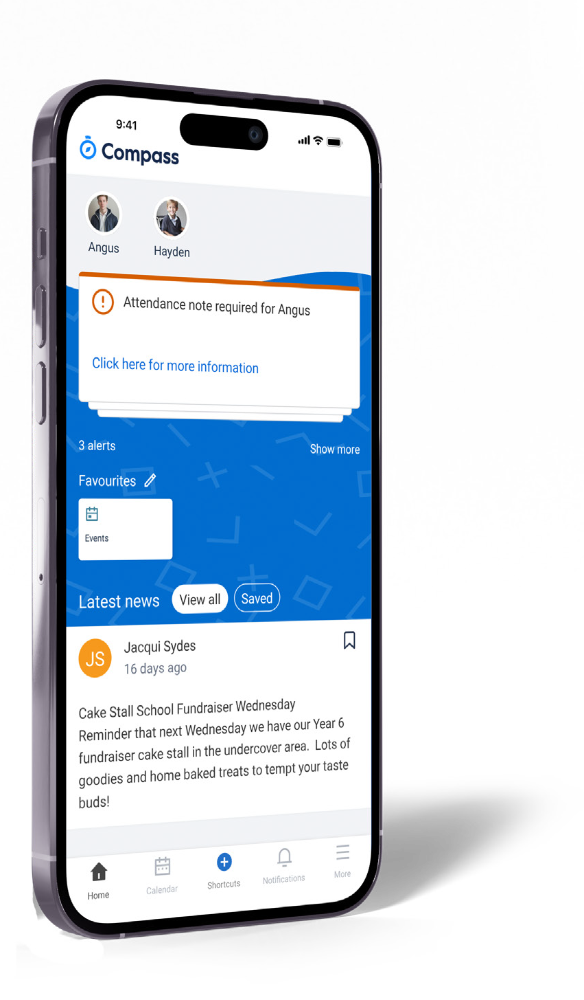 9:41
Compass
Angus
Hayden
Attendance note required for Angus
Click here for more information
3 alerts
Show more
Favourites
Events
Latest news
View all
Saved
JS
Jacqui Sydes
16 days ago
Cake Stall School Fundraiser Wednesday
Reminder that next Wednesday we have our Year 6
fundraiser cake stall in the undercover area.  Lots of
goodies and home baked treats to tempt your taste
buds!
Home
Calendar
Shortcuts
Notifications
More